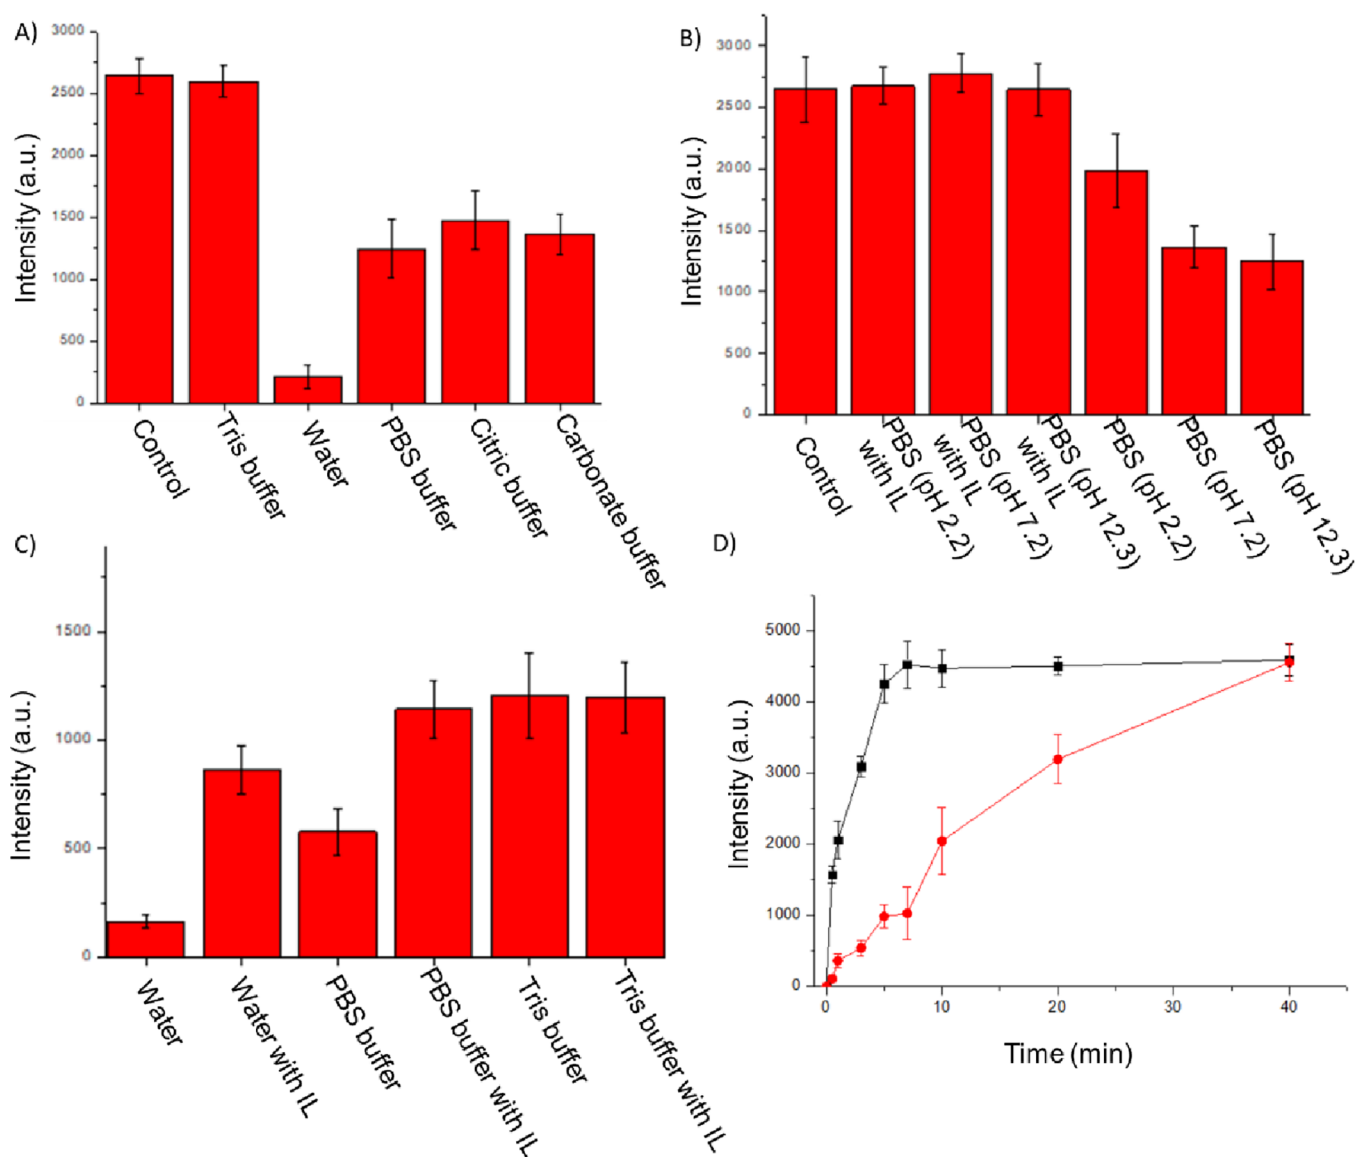 A)
3000
2500
2000
1500
1000
500
0
Intensity (a.u.)
Control
Tris buffer
Water
PBS buffer
Citric buffer
Carbonate buffer
B)
3000
2500
2000
1500
1000
500
0
Intensity (a.u.)
Control
PBS (pH 2.2)
with IL
PBS (pH 7.2)
with IL
PBS (pH 12.3)
with IL
PBS (pH 2.2)
PBS (pH 7.2)
PBS (pH 12.3)
C)
1500
1000
500
0
Intensity (a.u.)
Water
Water with IL
PBS buffer
PBS buffer with IL
Tris buffer
Tris buffer with IL
D)
5000
4000
3000
2000
1000
0
Intensity (a.u.)
0 10 20 30 40
Time (min)